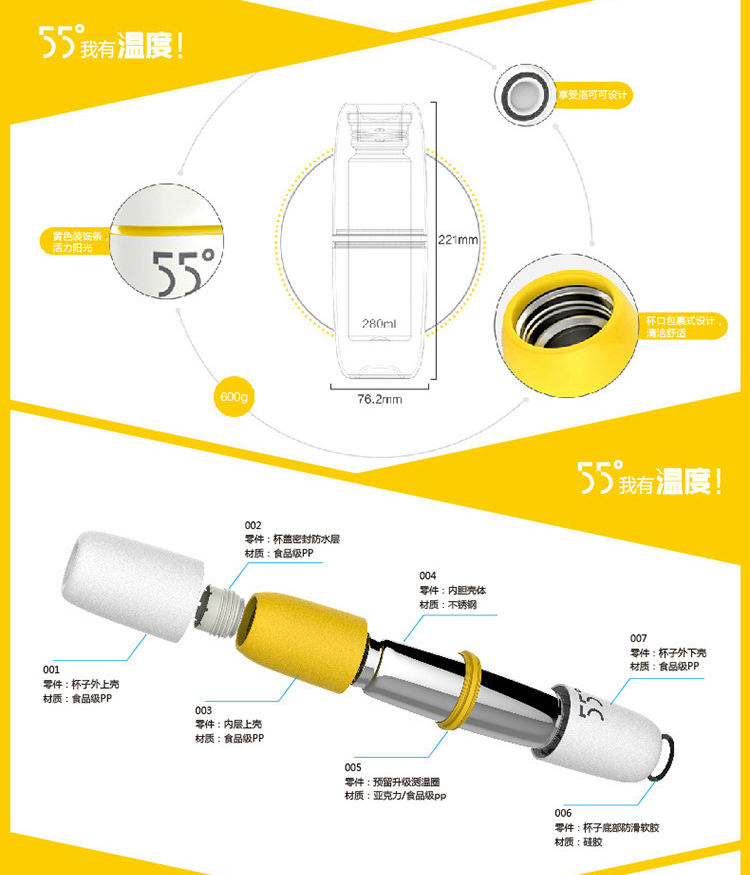 55°我有温度！
享受洛可可设计
黄色装饰条，
活力阳光
55°
221mm
280ml
杯口包裹式设计，
清洁舒适
600g
76.2mm
55°我有温度！
002
零件：杯盖密封防水层
材质：食品级PP
004
零件：内胆壳体
材质：不锈钢
007
零件：杯子外下壳
材质：食品级PP
001
零件：杯子外上壳
材质：食品级PP
55°
003
零件：内层上壳
材质：食品级PP
005
零件：预留升级测温圈
材质：亚克力/食品级pp
006
零件：杯子底部防滑软胶
材质：硅胶